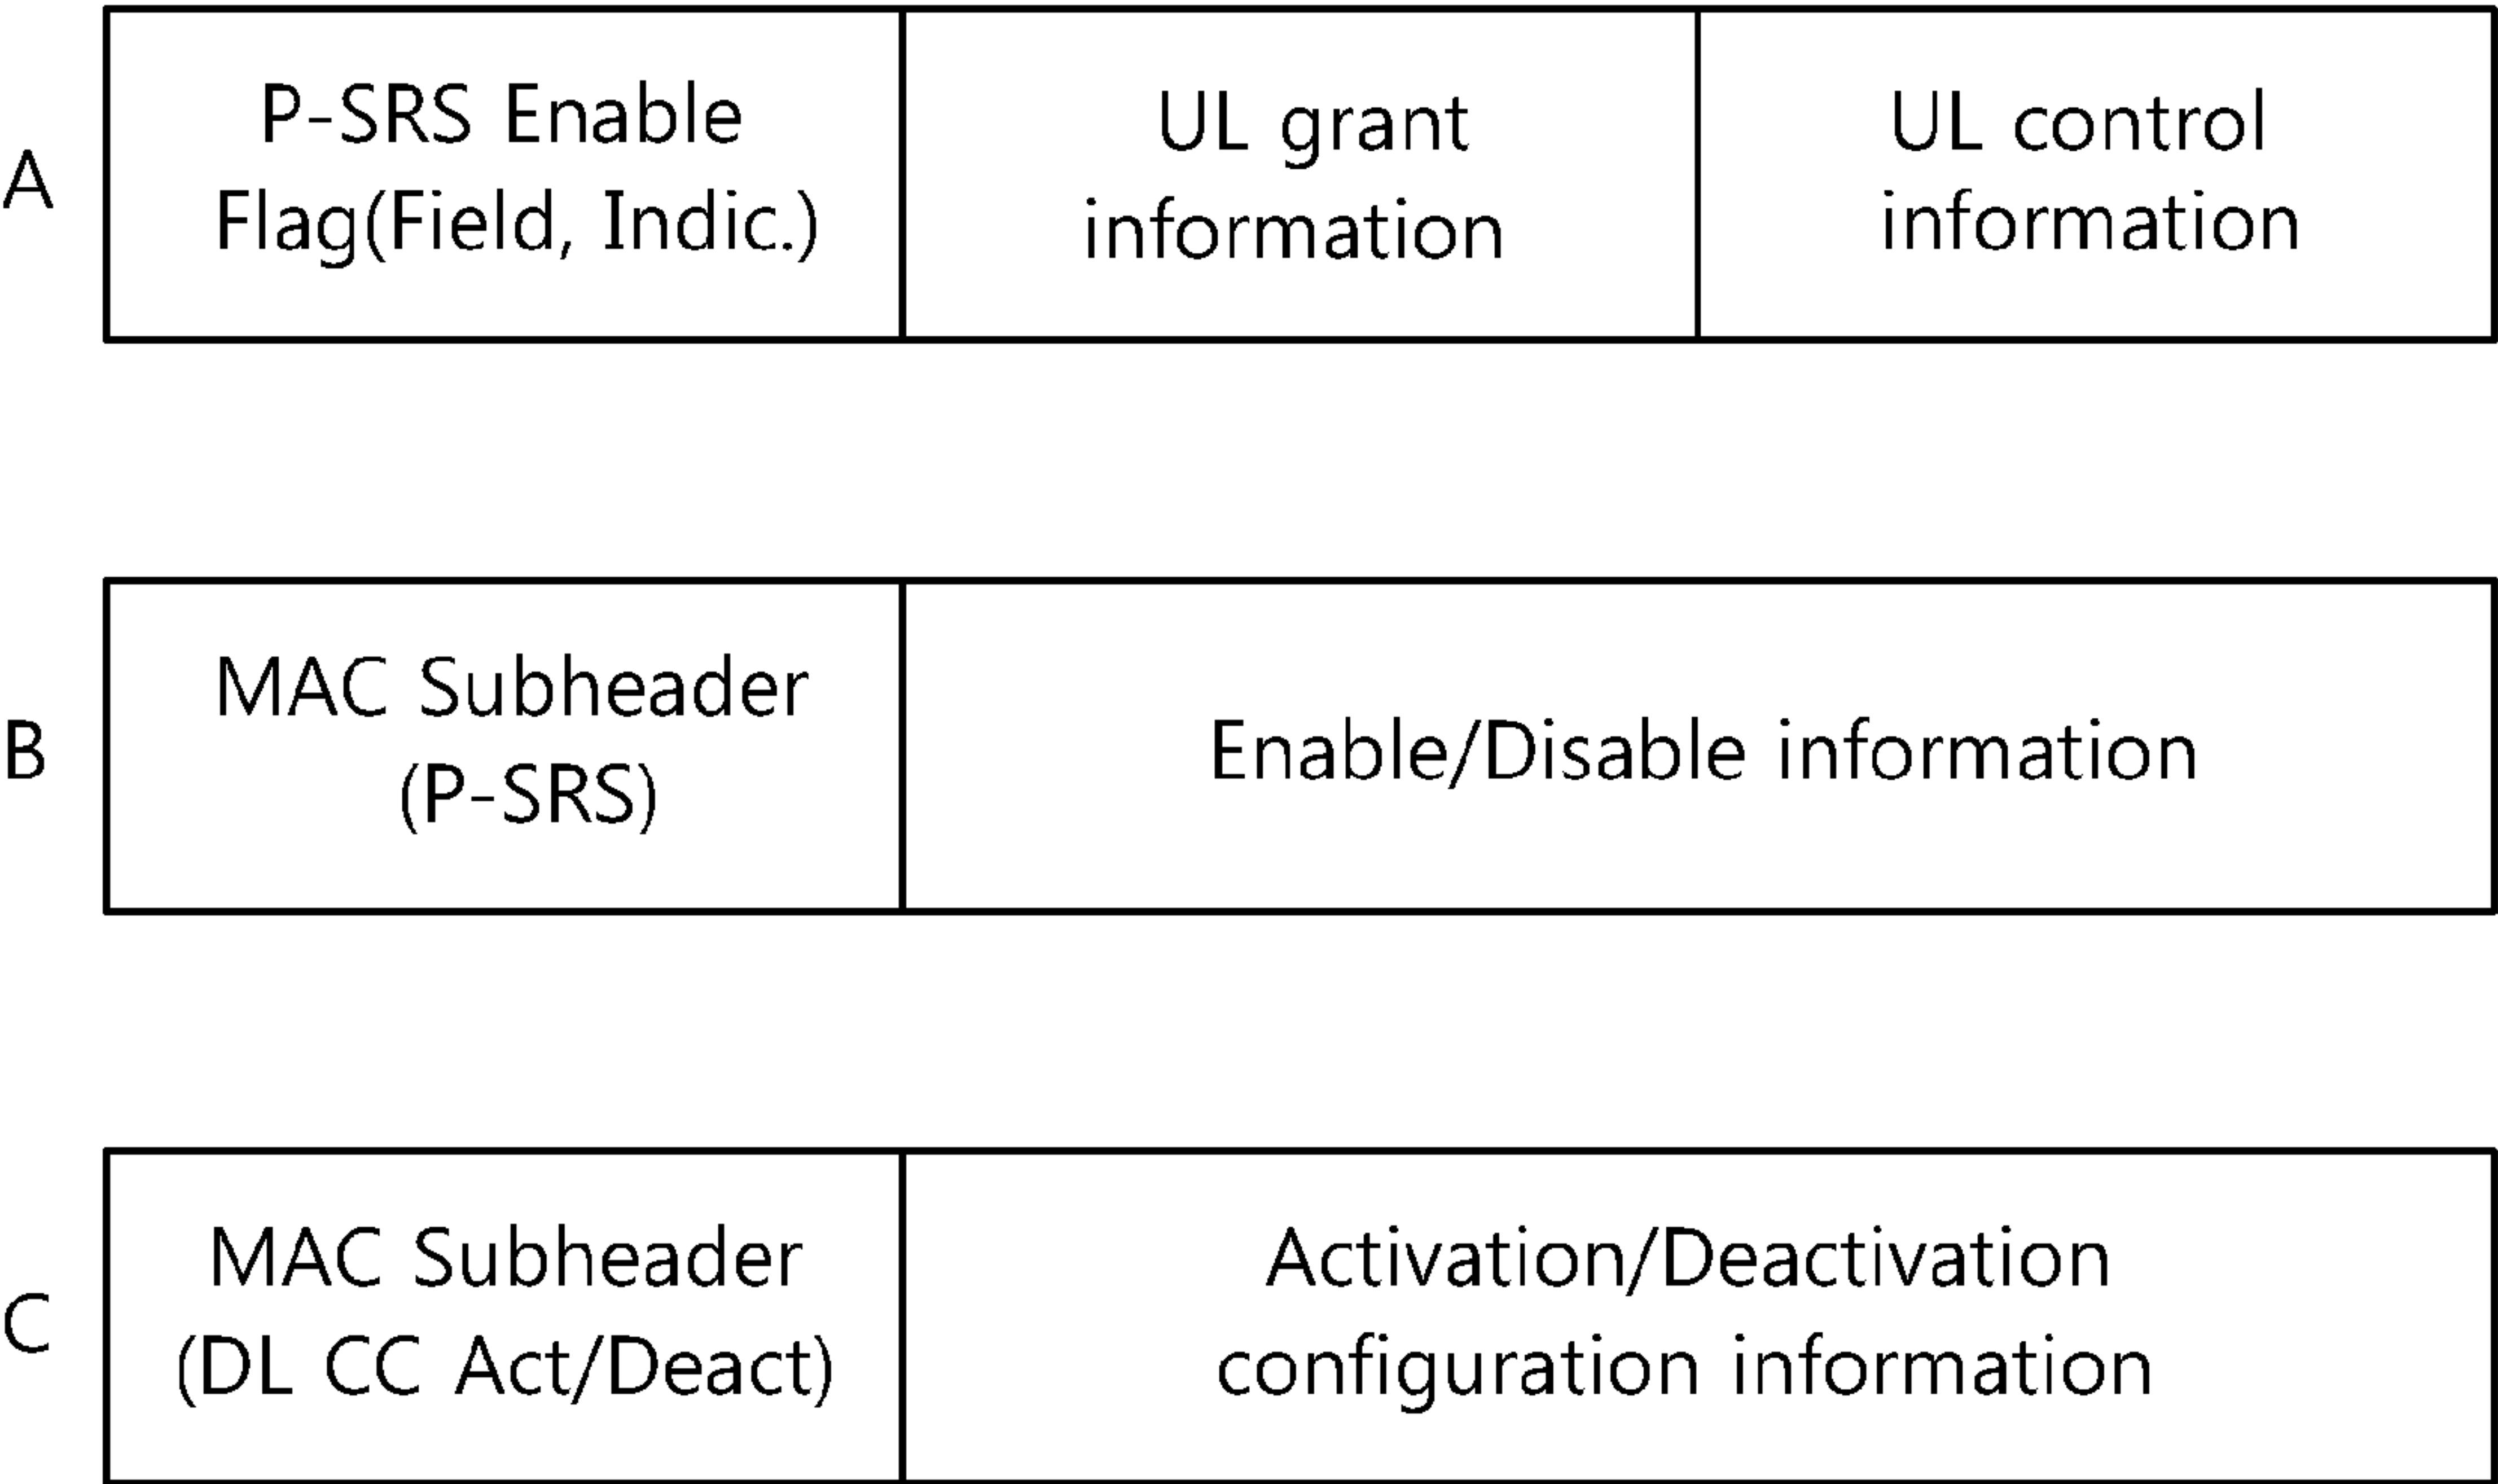 A
P-SRS Enable
Flag(Field, Indic.)
UL grant
information
UL control
information
B
MAC Subheader
(P-SRS)
Enable/Disable information
C
MAC Subheader
(DL CC Act/Deact)
Activation/Deactivation
configuration information